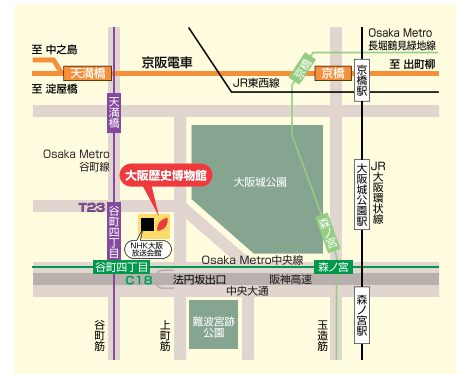 Osaka Metro
長堀鶴見緑地線
至 中之島
京阪電車
天満橋
京橋
京橋
至 出町柳
至 淀屋橋
JR東西線
京橋駅
天満橋
Osaka Metro
谷町線
大阪歴史博物館
大阪城公園
大阪城公園駅
JR大阪環状線
T23
谷町四丁目
NHK大阪
放送会館
森ノ宮
Osaka Metro中央線
谷町四丁目
森ノ宮
C18
法円坂出口
阪神高速
中央大通
森ノ宮駅
難波宮跡
公園
谷町筋
上町筋
玉造筋